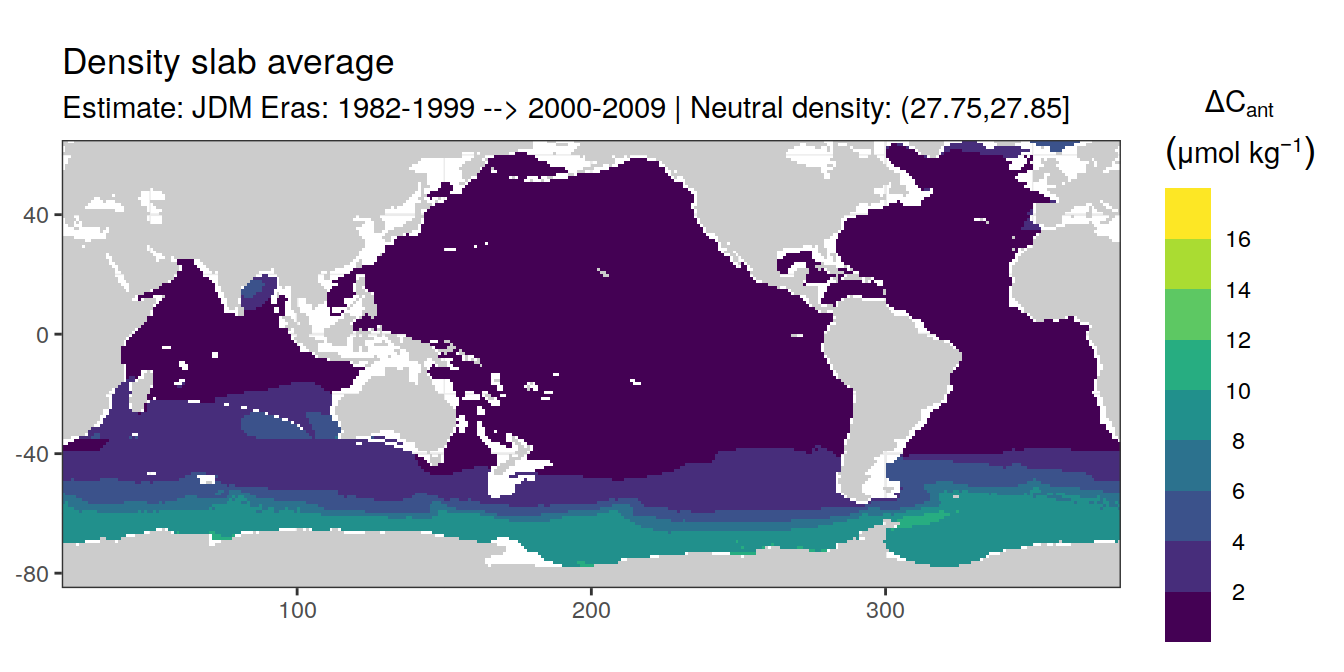 Density slab average
Estimate: JDM Eras: 1982-1999 --> 2000-2009 | Neutral density: (27.75,27.85]
ΔCant
(μmol kg⁻¹)
16
14
12
10
8
6
4
2
40
0
-40
-80
100 200 300